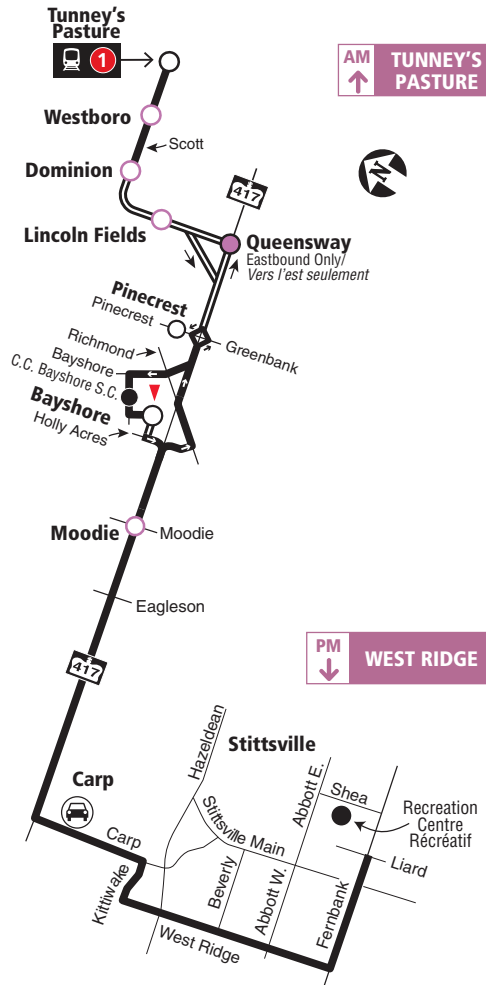 Tunney's
Pasture
1
AM
TUNNEY'S
PASTURE
Westboro
Scott
Dominion
N
417
Lincoln Fields
Queensway
Eastbound Only/
Vers l'est seulement
Pinecrest
Pinecrest
Greenbank
Richmond
Bayshore
C.C. Bayshore S.C.
Bayshore
Holly Acres
Moodie
Moodie
Eagleson
PM
WEST RIDGE
417
Hazeldean
Stittsville
Carp
Abbott E.
Shea
Stittsville Main
Recreation
Centre
Récréatif
Carp
Liard
Kittiwake
Beverly
Abbott W.
Fernbank
West Ridge